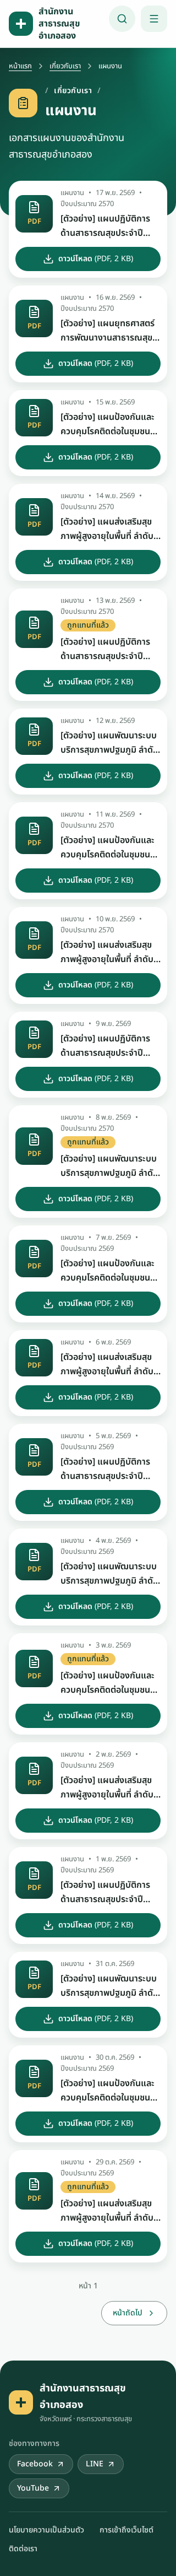 สำนักงาน
สาธารณสุข
อำเภอสอง
หน้าแรก > เกี่ยวกับเรา > แผนงาน
/ เกี่ยวกับเรา /
แผนงาน
เอกสารแผนงานของสำนักงาน
สาธารณสุขอำเภอสอง
แผนงาน • 17 พ.ย. 2569 •
ปีงบประมาณ 2570
PDF
[ตัวอย่าง] แผนปฏิบัติการ
ด้านสาธารณสุขประจำปี...
ดาวน์โหลด (PDF, 2 KB)
แผนงาน • 16 พ.ย. 2569 •
ปีงบประมาณ 2570
PDF
[ตัวอย่าง] แผนยุทธศาสตร์
การพัฒนางานสาธารณสุข...
ดาวน์โหลด (PDF, 2 KB)
แผนงาน • 15 พ.ย. 2569
PDF
[ตัวอย่าง] แผนป้องกันและ
ควบคุมโรคติดต่อในชุมชน...
ดาวน์โหลด (PDF, 2 KB)
แผนงาน • 14 พ.ย. 2569 •
ปีงบประมาณ 2570
PDF
[ตัวอย่าง] แผนส่งเสริมสุข
ภาพผู้สูงอายุในพื้นที่ ลำดับ...
ดาวน์โหลด (PDF, 2 KB)
แผนงาน • 13 พ.ย. 2569 •
ปีงบประมาณ 2570
ถูกแทนที่แล้ว
PDF
[ตัวอย่าง] แผนปฏิบัติการ
ด้านสาธารณสุขประจำปี...
ดาวน์โหลด (PDF, 2 KB)
แผนงาน • 12 พ.ย. 2569
PDF
[ตัวอย่าง] แผนพัฒนาระบบ
บริการสุขภาพปฐมภูมิ ลำดั...
ดาวน์โหลด (PDF, 2 KB)
แผนงาน • 11 พ.ย. 2569 •
ปีงบประมาณ 2570
PDF
[ตัวอย่าง] แผนป้องกันและ
ควบคุมโรคติดต่อในชุมชน...
ดาวน์โหลด (PDF, 2 KB)
แผนงาน • 10 พ.ย. 2569 •
ปีงบประมาณ 2570
PDF
[ตัวอย่าง] แผนส่งเสริมสุข
ภาพผู้สูงอายุในพื้นที่ ลำดับ...
ดาวน์โหลด (PDF, 2 KB)
แผนงาน • 9 พ.ย. 2569
PDF
[ตัวอย่าง] แผนปฏิบัติการ
ด้านสาธารณสุขประจำปี...
ดาวน์โหลด (PDF, 2 KB)
แผนงาน • 8 พ.ย. 2569 •
ปีงบประมาณ 2570
ถูกแทนที่แล้ว
PDF
[ตัวอย่าง] แผนพัฒนาระบบ
บริการสุขภาพปฐมภูมิ ลำดั...
ดาวน์โหลด (PDF, 2 KB)
แผนงาน • 7 พ.ย. 2569 •
ปีงบประมาณ 2569
PDF
[ตัวอย่าง] แผนป้องกันและ
ควบคุมโรคติดต่อในชุมชน...
ดาวน์โหลด (PDF, 2 KB)
แผนงาน • 6 พ.ย. 2569
PDF
[ตัวอย่าง] แผนส่งเสริมสุข
ภาพผู้สูงอายุในพื้นที่ ลำดับ...
ดาวน์โหลด (PDF, 2 KB)
แผนงาน • 5 พ.ย. 2569 •
ปีงบประมาณ 2569
PDF
[ตัวอย่าง] แผนปฏิบัติการ
ด้านสาธารณสุขประจำปี...
ดาวน์โหลด (PDF, 2 KB)
แผนงาน • 4 พ.ย. 2569 •
ปีงบประมาณ 2569
PDF
[ตัวอย่าง] แผนพัฒนาระบบ
บริการสุขภาพปฐมภูมิ ลำดั...
ดาวน์โหลด (PDF, 2 KB)
แผนงาน • 3 พ.ย. 2569
ถูกแทนที่แล้ว
PDF
[ตัวอย่าง] แผนป้องกันและ
ควบคุมโรคติดต่อในชุมชน...
ดาวน์โหลด (PDF, 2 KB)
แผนงาน • 2 พ.ย. 2569 •
ปีงบประมาณ 2569
PDF
[ตัวอย่าง] แผนส่งเสริมสุข
ภาพผู้สูงอายุในพื้นที่ ลำดับ...
ดาวน์โหลด (PDF, 2 KB)
แผนงาน • 1 พ.ย. 2569 •
ปีงบประมาณ 2569
PDF
[ตัวอย่าง] แผนปฏิบัติการ
ด้านสาธารณสุขประจำปี...
ดาวน์โหลด (PDF, 2 KB)
แผนงาน • 31 ต.ค. 2569
PDF
[ตัวอย่าง] แผนพัฒนาระบบ
บริการสุขภาพปฐมภูมิ ลำดั...
ดาวน์โหลด (PDF, 2 KB)
แผนงาน • 30 ต.ค. 2569 •
ปีงบประมาณ 2569
PDF
[ตัวอย่าง] แผนป้องกันและ
ควบคุมโรคติดต่อในชุมชน...
ดาวน์โหลด (PDF, 2 KB)
แผนงาน • 29 ต.ค. 2569 •
ปีงบประมาณ 2569
ถูกแทนที่แล้ว
PDF
[ตัวอย่าง] แผนส่งเสริมสุข
ภาพผู้สูงอายุในพื้นที่ ลำดับ...
ดาวน์โหลด (PDF, 2 KB)
หน้า 1
หน้าถัดไป
สำนักงานสาธารณสุข
อำเภอสอง
จังหวัดแพร่ · กระทรวงสาธารณสุข
ช่องทางทางการ
Facebook
LINE
YouTube
นโยบายความเป็นส่วนตัว การเข้าถึงเว็บไซต์
ติดต่อเรา